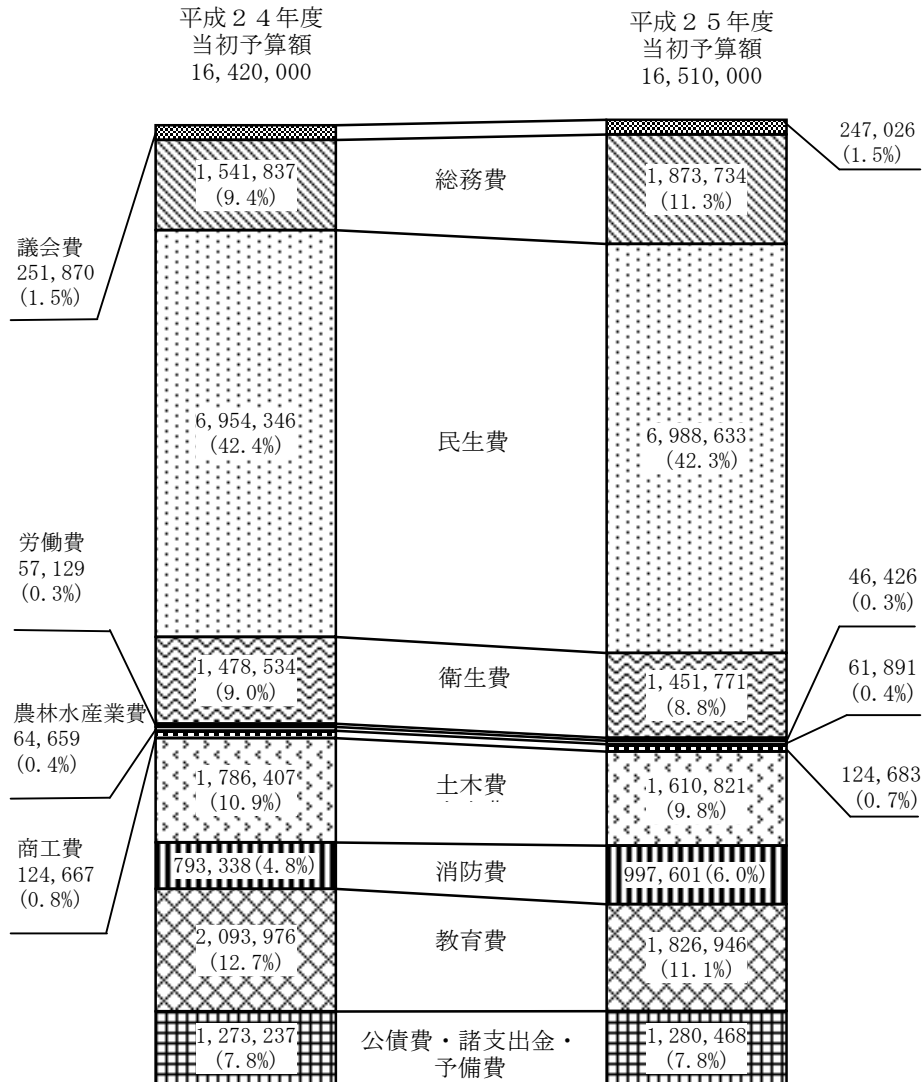 平成２４年度
当初予算額
16,420,000
平成２５年度
当初予算額
16,510,000
議会費
251,870
(1.5%)
労働費
57,129
(0.3%)
農林水産業費
64,659
(0.4%)
商工費
124,667
(0.8%)
1,541,837
(9.4%)
6,954,346
(42.4%)
1,478,534
(9.0%)
1,786,407
(10.9%)
793,338(4.8%)
2,093,976
(12.7%)
1,273,237
(7.8%)
総務費
民生費
衛生費
土木費
消防費
教育費
公債費・諸支出金・
予備費
1,873,734
(11.3%)
6,988,633
(42.3%)
1,451,771
(8.8%)
1,610,821
(9.8%)
997,601(6.0%)
1,826,946
(11.1%)
1,280,468
(7.8%)
247,026
(1.5%)
46,426
(0.3%)
61,891
(0.4%)
124,683
(0.7%)